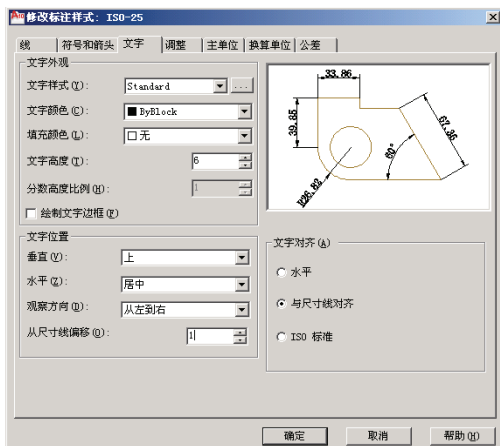 修改标注样式: ISO-25
线 符号和箭头 文字 调整 主单位 换算单位 公差
文字外观
文字样式(Y): Standard ...
文字颜色(C): ByBlock
填充颜色(L): 无
文字高度(T): 6
分数高度比例(H): 1
绘制文字边框(F)
33.86
39.85
67.36
60°
R26.82
文字位置
垂直(V): 上
水平(Z): 居中
观察方向(D): 从左到右
从尺寸线偏移(O): 1
文字对齐(A)
水平
与尺寸线对齐
ISO 标准
确定 取消 帮助(H)